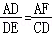 AD/DE = AF/CD